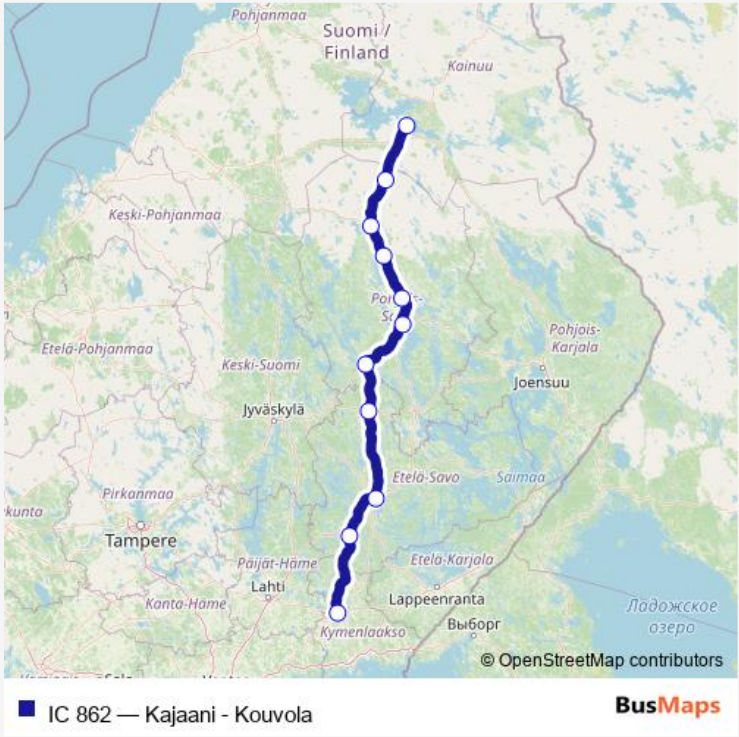 Pohjanmaa
Suomi /
Finland
Kainuu
Keski-Pohjanmaa
Etelä-Pohjanmaa
Keski-Suomi
Pohjois-
Karjala
Joensuu
Jyväskylä
Etelä-Savo
Saimaa
Pirkanmaa
Tampere
Päijät-Häme
Etelä-Karjala
Lahti
Kanta-Häme
Lappeenranta
Ладожское
озеро
Выборг
Kymenlaakso
© OpenStreetMap contributors
IC 862 — Kajaani - Kouvola
BusMaps